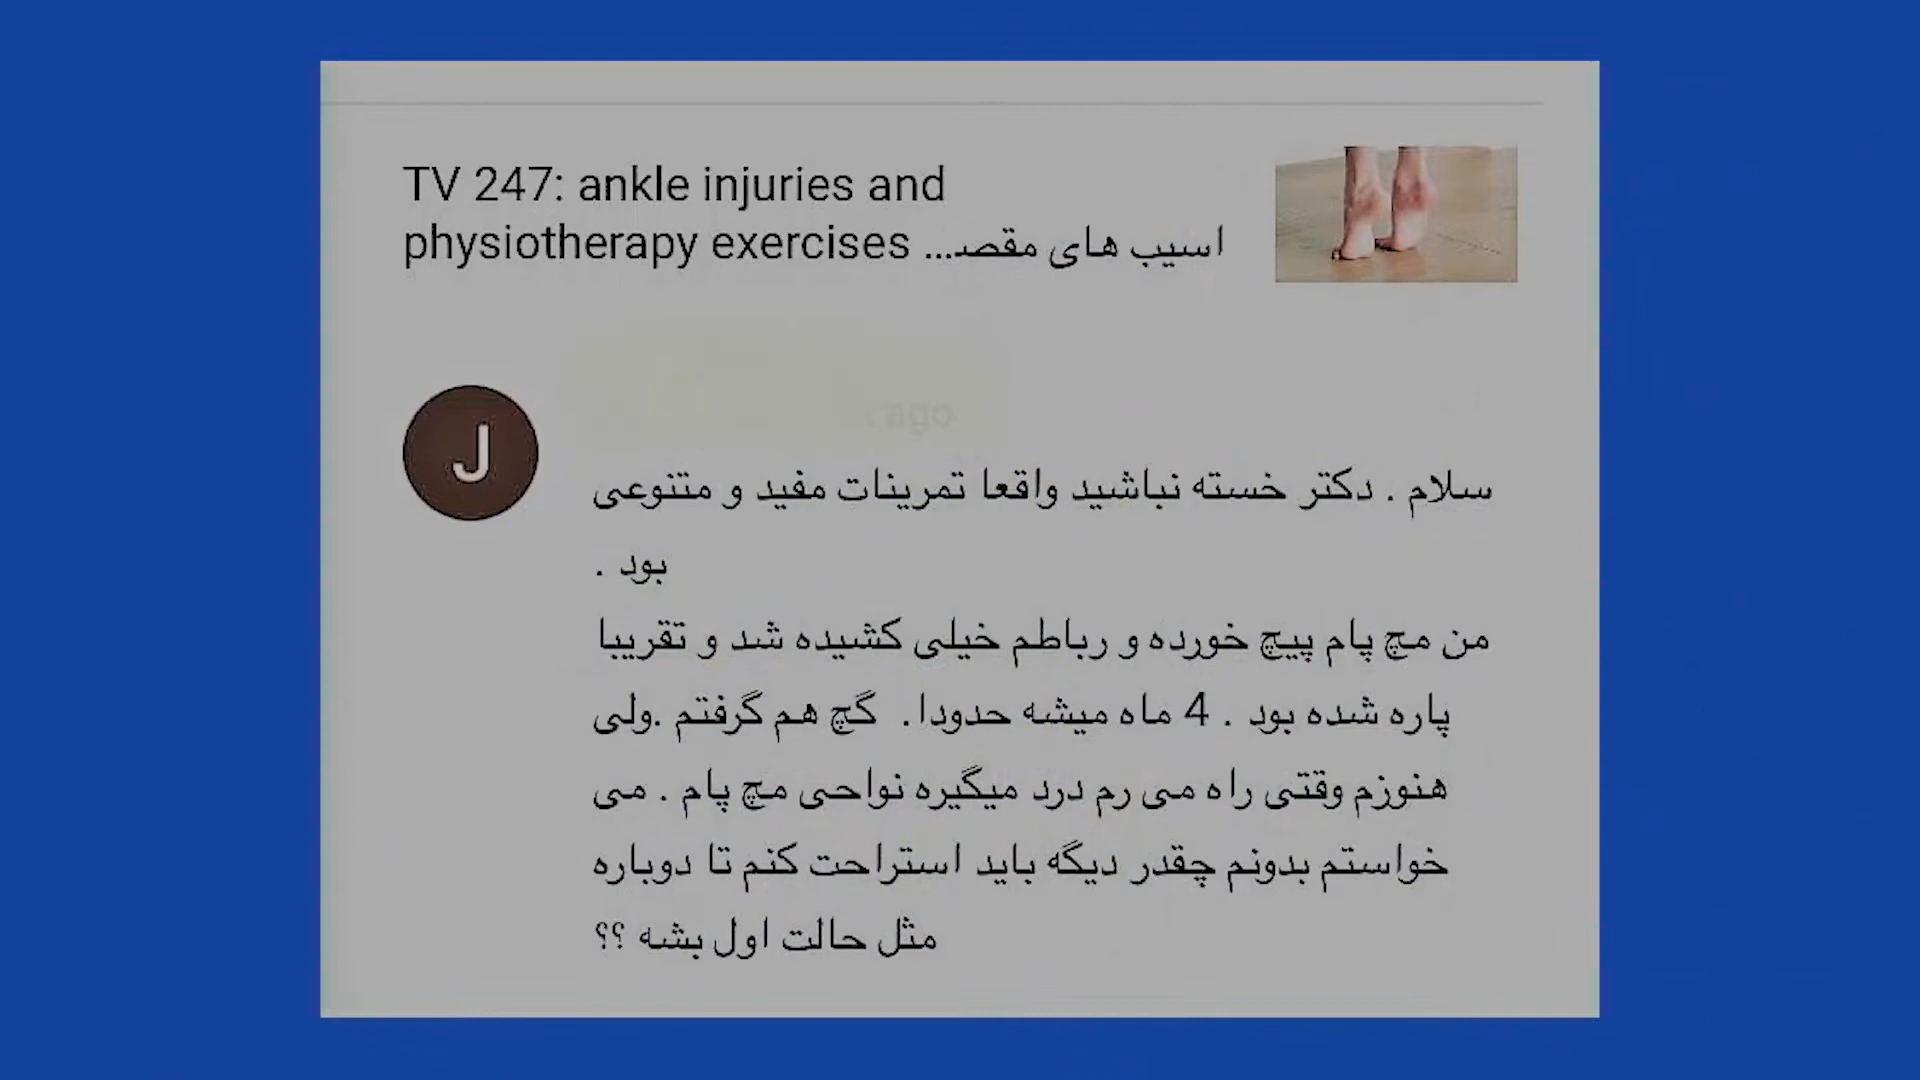 TV 247: ankle injuries and
physiotherapy exercises اسیب های مقصد...
ago
J
سلام . دکتر خسته نباشید واقعا تمرینات مفید و متنوعی
بود .
من مچ پام پیچ خورده و رباطم خیلی کشیده شد و تقریبا
پاره شده بود . 4 ماه میشه حدودا. گچ هم گرفتم .ولی
هنوزم وقتی راه می رم درد میگیره نواحی مچ پام . می
خواستم بدونم چقدر دیگه باید استراحت کنم تا دوباره
مثل حالت اول بشه ؟؟